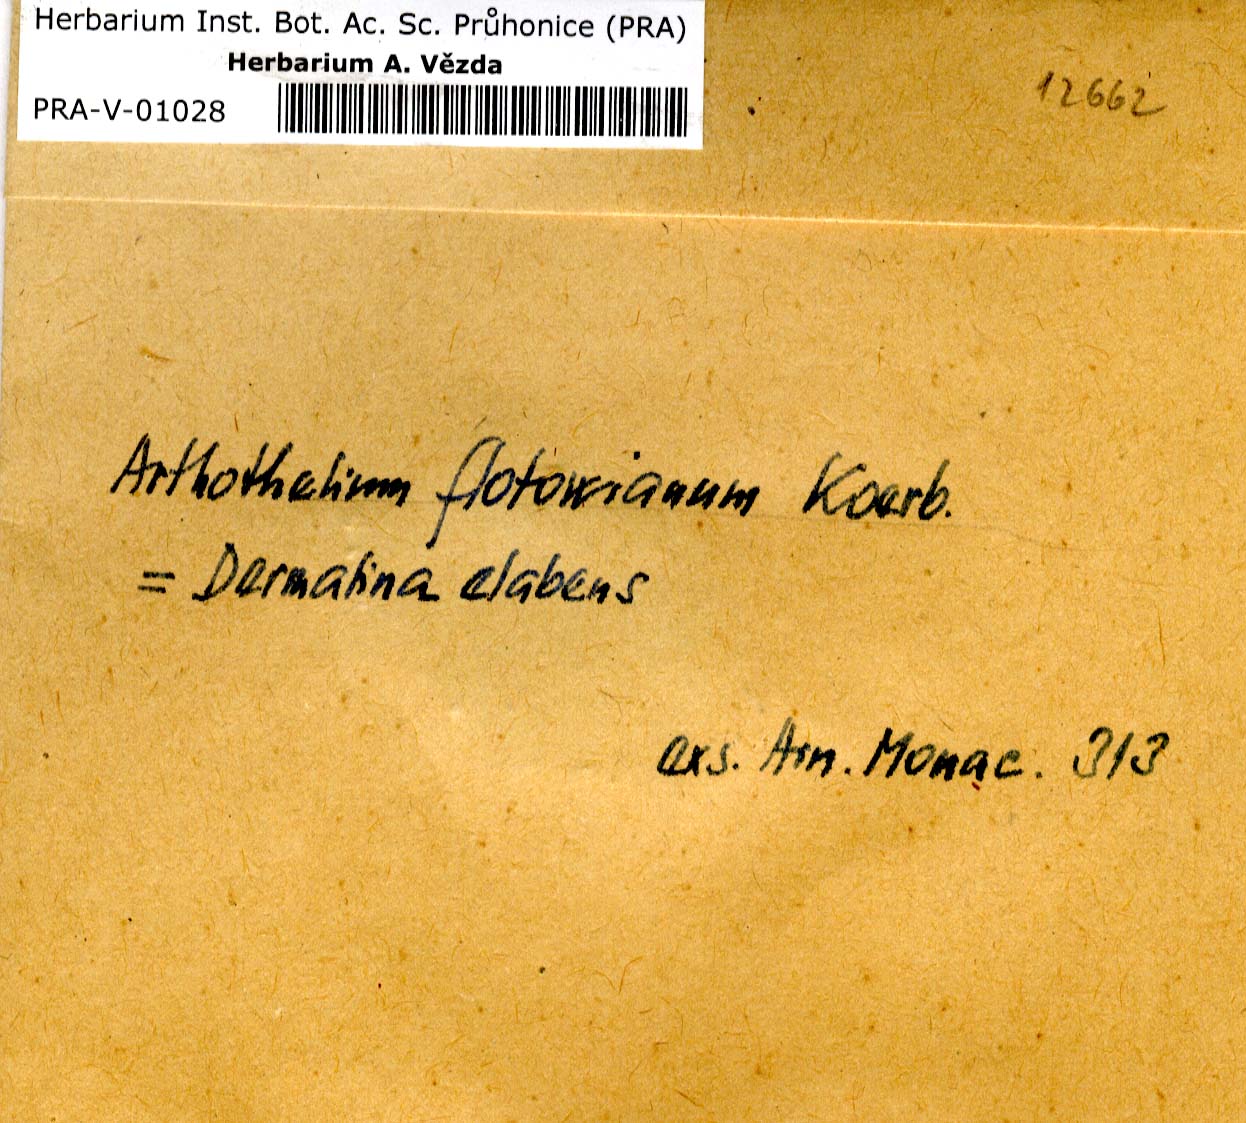 Herbarium Inst. Bot. Ac. Sc. Průhonice (PRA)
Herbarium A. Vězda
PRA-V-01028
12662
Arthothelium flotowianum Koerb.
= Dermatina elabens
exs. Arn. Monac. 313